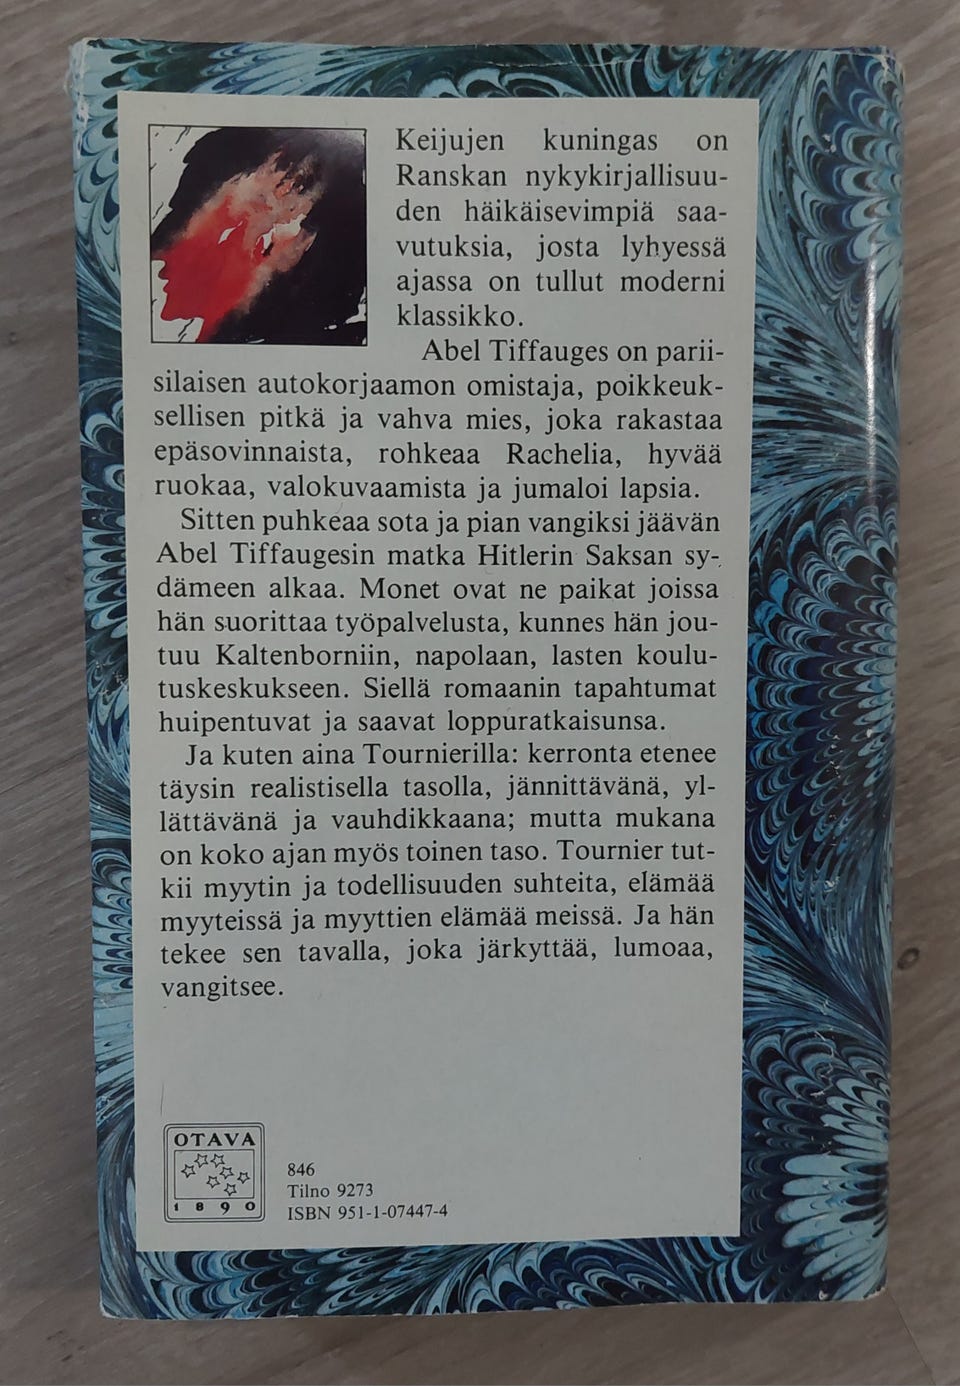 Keijujen kuningas on
Ranskan nykykirjallisuu-
den häikäisevimpiä saa-
vutuksia, josta lyhyessä
ajassa on tullut moderni
klassikko.
Abel Tiffauges on parii-
silaisen autokorjaamon omistaja, poikkeuk-
sellisen pitkä ja vahva mies, joka rakastaa
epäsovinnaista, rohkeaa Rachelia, hyvää
ruokaa, valokuvaamista ja jumaloi lapsia.
Sitten puhkeaa sota ja pian vangiksi jäävän
Abel Tiffaugesin matka Hitlerin Saksan sy-
dämeen alkaa. Monet ovat ne paikat joissa
hän suorittaa työpalvelusta, kunnes hän jou-
tuu Kaltenborniin, napolaan, lasten koulu-
tuskeskukseen. Siellä romaanin tapahtumat
huipentuvat ja saavat loppuratkaisunsa.
Ja kuten aina Tournierilla: kerronta etenee
täysin realistisella tasolla, jännittävänä, yl-
lättävänä ja vauhdikkaana; mutta mukana
on koko ajan myös toinen taso. Tournier tut-
kii myytin ja todellisuuden suhteita, elämää
myyteissä ja myyttien elämää meissä. Ja hän
tekee sen tavalla, joka järkyttää, lumoaa,
vangitsee.
OTAVA
1890
846
Tilno 9273
ISBN 951-1-07447-4